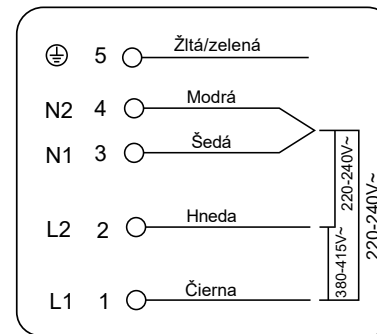 5 Žltá/zelená
N2 4 Modrá
N1 3 Šedá
L2 2 Hneda
L1 1 Čierna
220-240V~
380-415V~
220-240V~